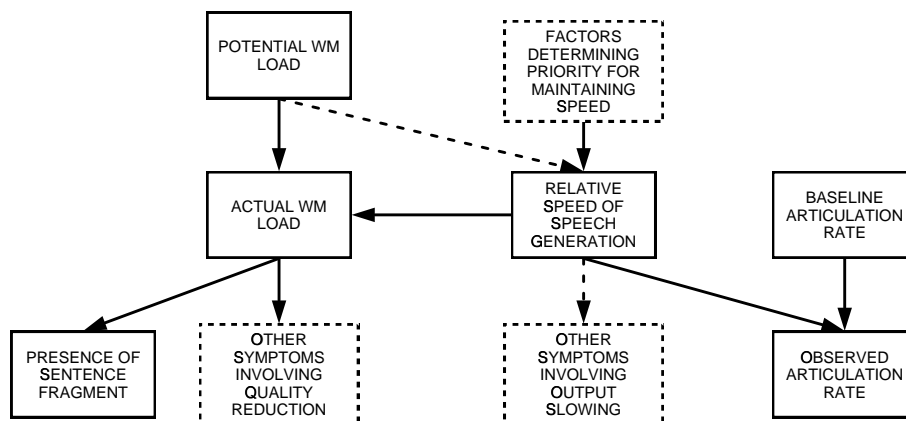 POTENTIAL WM
LOAD
FACTORS
DETERMINING
PRIORITY FOR
MAINTAINING
SPEED
ACTUAL WM
LOAD
RELATIVE
SPEED OF
SPEECH
GENERATION
BASELINE
ARTICULATION
RATE
PRESENCE OF
SENTENCE
FRAGMENT
OTHER
SYMPTOMS
INVOLVING
QUALITY
REDUCTION
OTHER
SYMPTOMS
INVOLVING
OUTPUT
SLOWING
OBSERVED
ARTICULATION
RATE